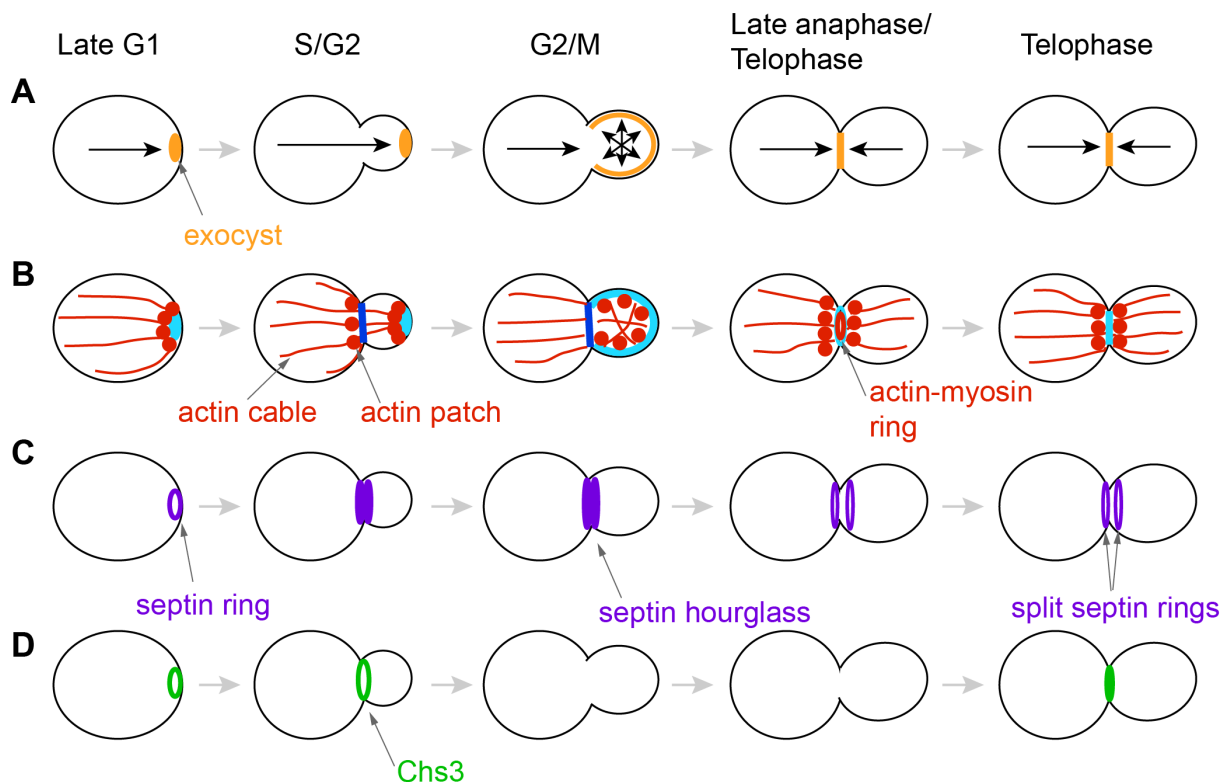 Late G1
S/G2
G2/M
Late anaphase/
Telophase
Telophase
A
exocyst
B
actin cable
actin patch
actin-myosin
ring
C
septin ring
septin hourglass
split septin rings
D
Chs3